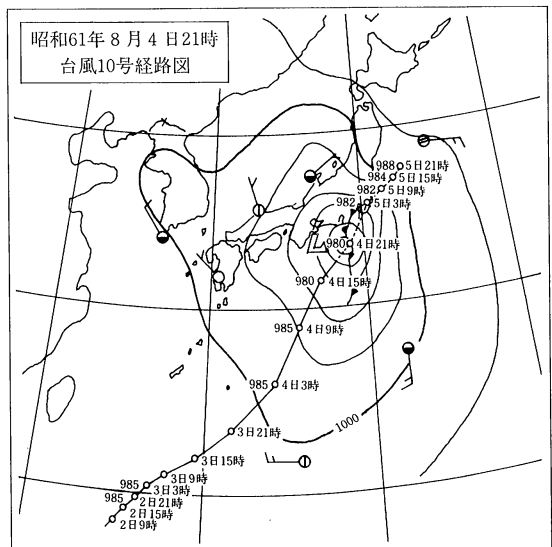 昭和61年8月4日21時
台風10号経路図
988 5日21時
984 5日15時
982 5日9時
982 5日3時
L
980 4日21時
980 4日15時
985 4日9時
985 4日3時
1000
3日21時
3日15時
3日9時
985 3日3時
985 2日21時
2日15時
2日9時